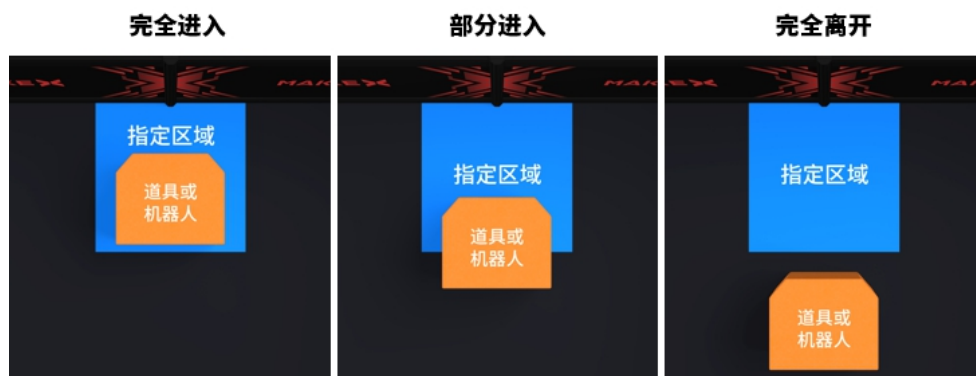 完全进入
部分进入
完全离开
指定区域
道具或
机器人
指定区域
道具或
机器人
指定区域
道具或
机器人